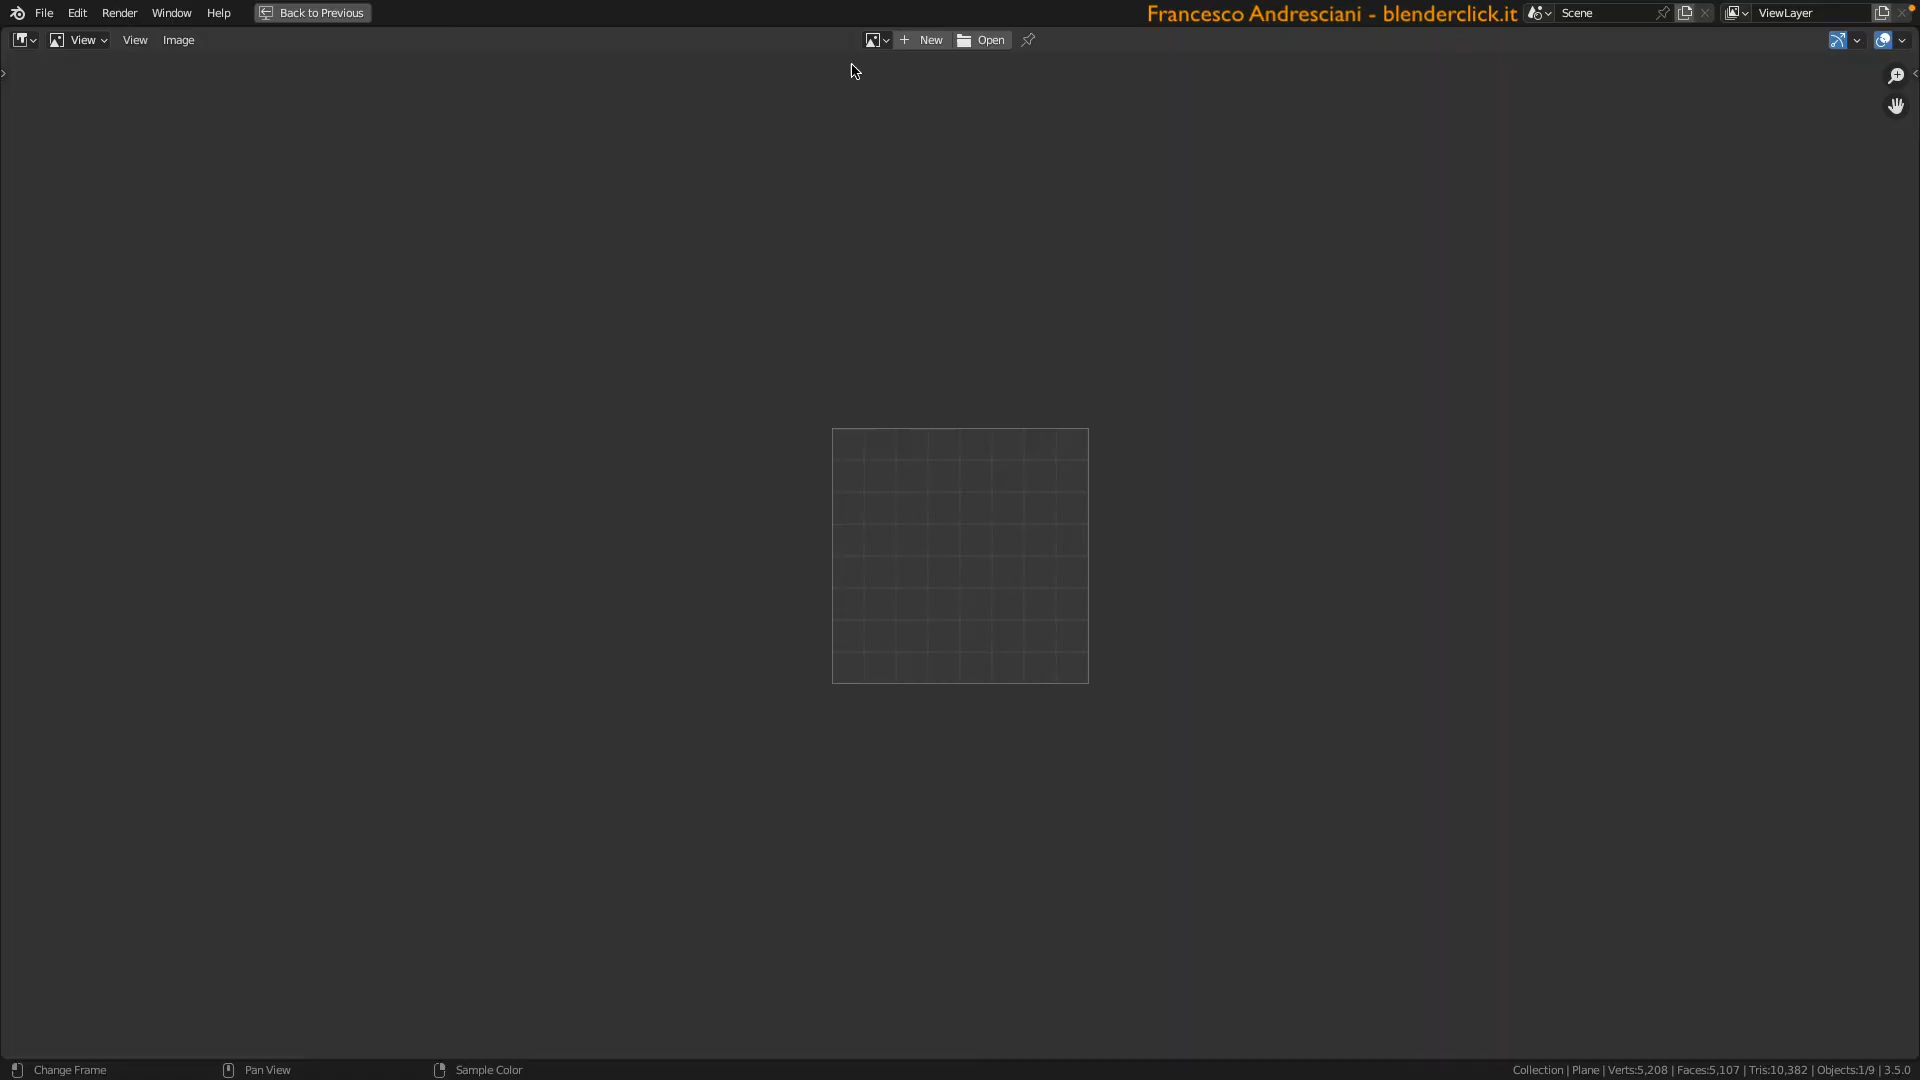 File Edit Render Window Help Back to Previous Francesco Andresciani - blenderclick.it Scene ViewLayer
View View Image New Open
Change Frame Pan View Sample Color Collection | Plane | Verts:5,208 | Faces:5,107 | Tris:10,382 | Objects:1/9 | 3.5.0